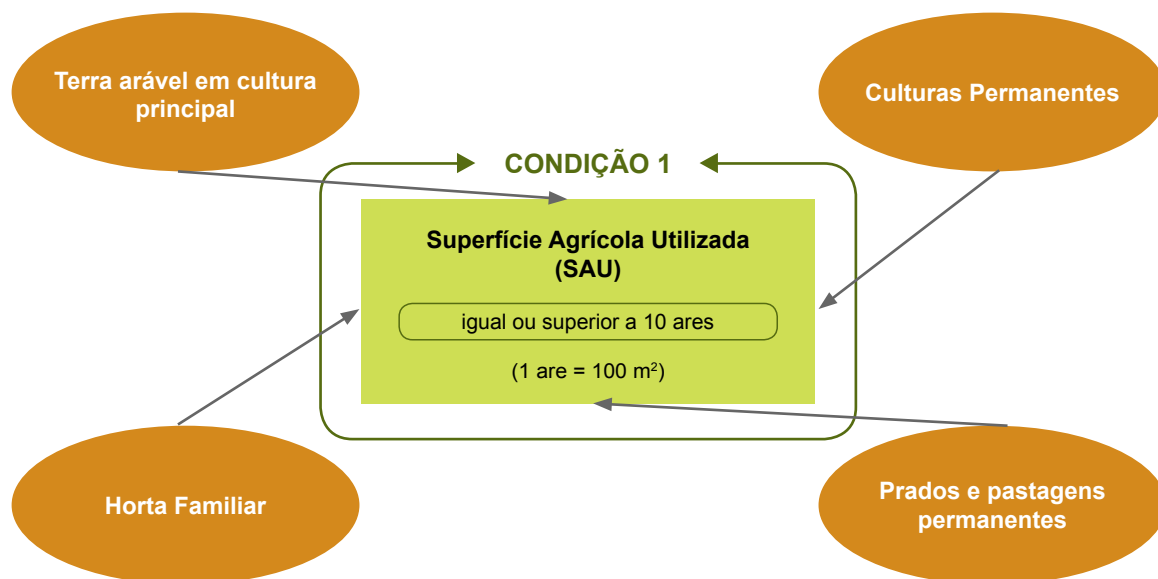 Terra arável em cultura
principal
Culturas Permanentes
CONDIÇÃO 1
Superfície Agrícola Utilizada
(SAU)
igual ou superior a 10 ares
(1 are = 100 m²)
Horta Familiar
Prados e pastagens
permanentes